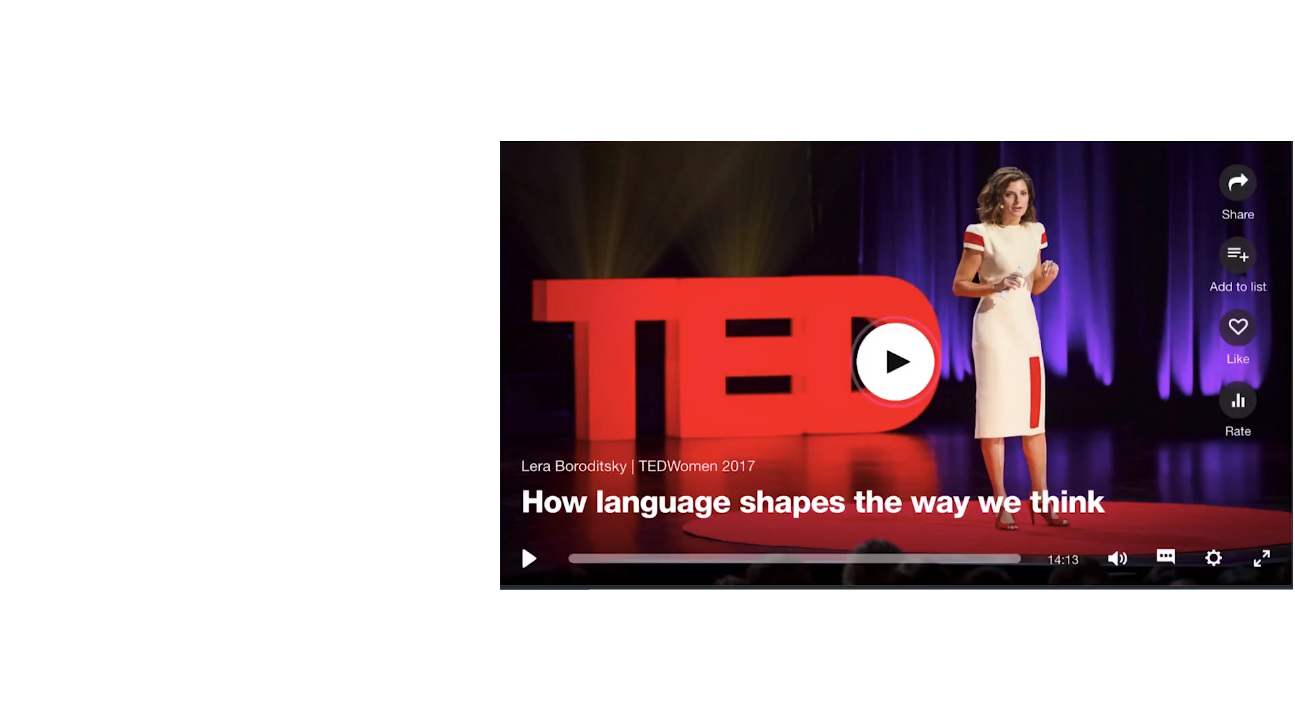 Share
Add to list
Like
Rate
TED
Lera Boroditsky | TEDWomen 2017
How language shapes the way we think
14:13